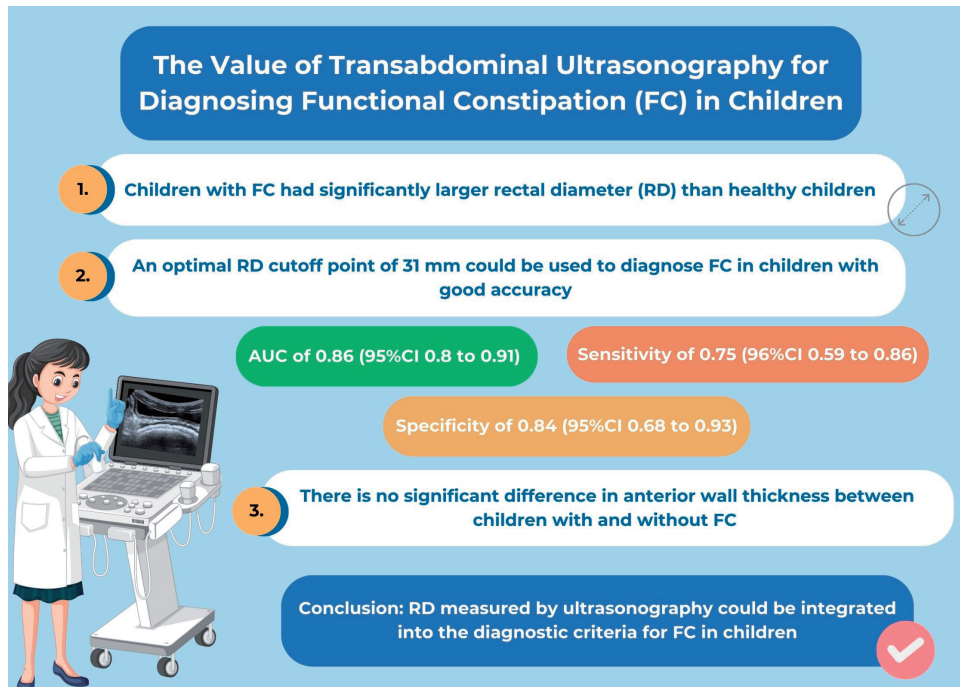 The Value of Transabdominal Ultrasonography for
Diagnosing Functional Constipation (FC) in Children
1.
Children with FC had significantly larger rectal diameter (RD) than healthy children
2.
An optimal RD cutoff point of 31 mm could be used to diagnose FC in children with
good accuracy
AUC of 0.86 (95%CI 0.8 to 0.91)
Sensitivity of 0.75 (96%CI 0.59 to 0.86)
Specificity of 0.84 (95%CI 0.68 to 0.93)
3.
There is no significant difference in anterior wall thickness between
children with and without FC
Conclusion: RD measured by ultrasonography could be integrated
into the diagnostic criteria for FC in children